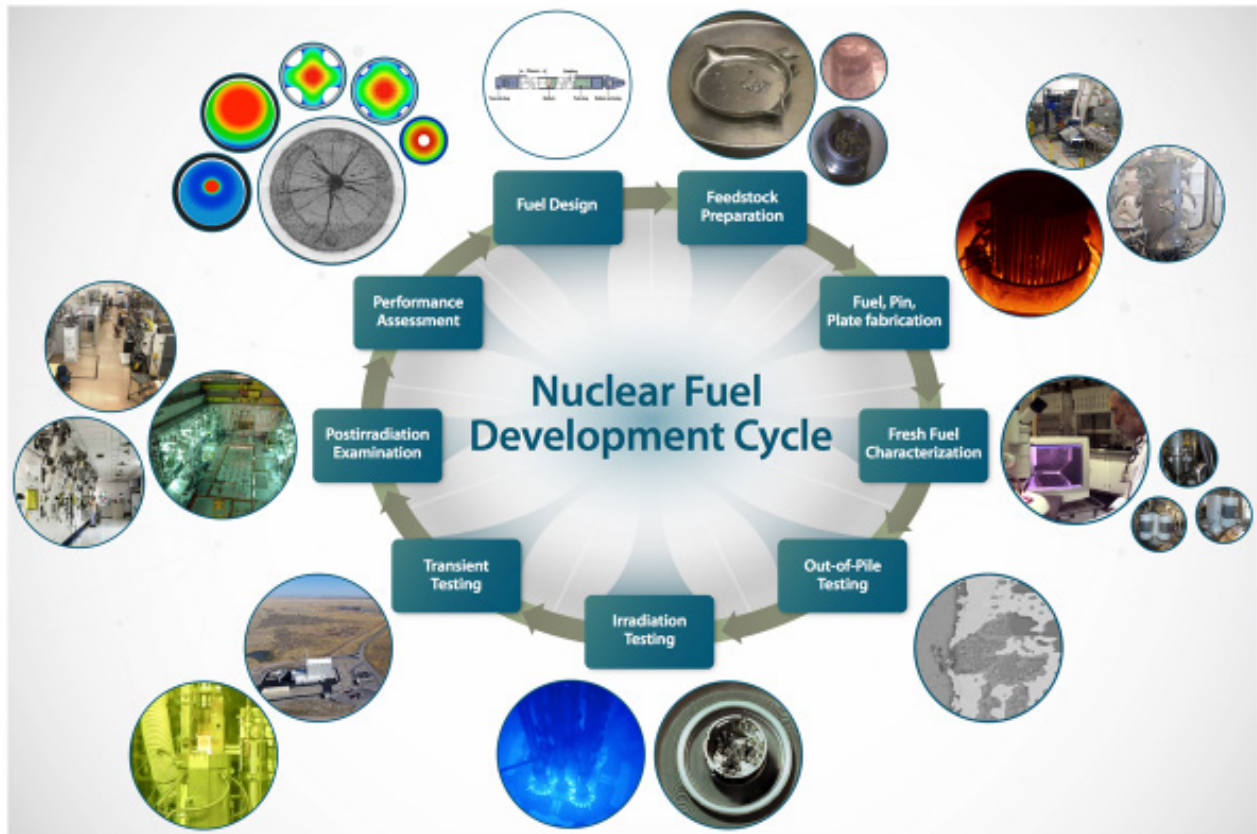 Fuel Design
Feedstock
Preparation
Fuel, Pin,
Plate fabrication
Fresh Fuel
Characterization
Out-of-Pile
Testing
Irradiation
Testing
Transient
Testing
Postirradiation
Examination
Performance
Assessment
Nuclear Fuel
Development Cycle